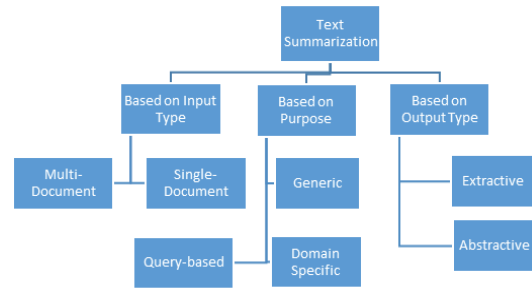 Text
Summarization
Based on Input
Type
Based on
Purpose
Based on
Output Type
Multi-
Document
Single-
Document
Generic
Extractive
Query-based
Domain
Specific
Abstractive